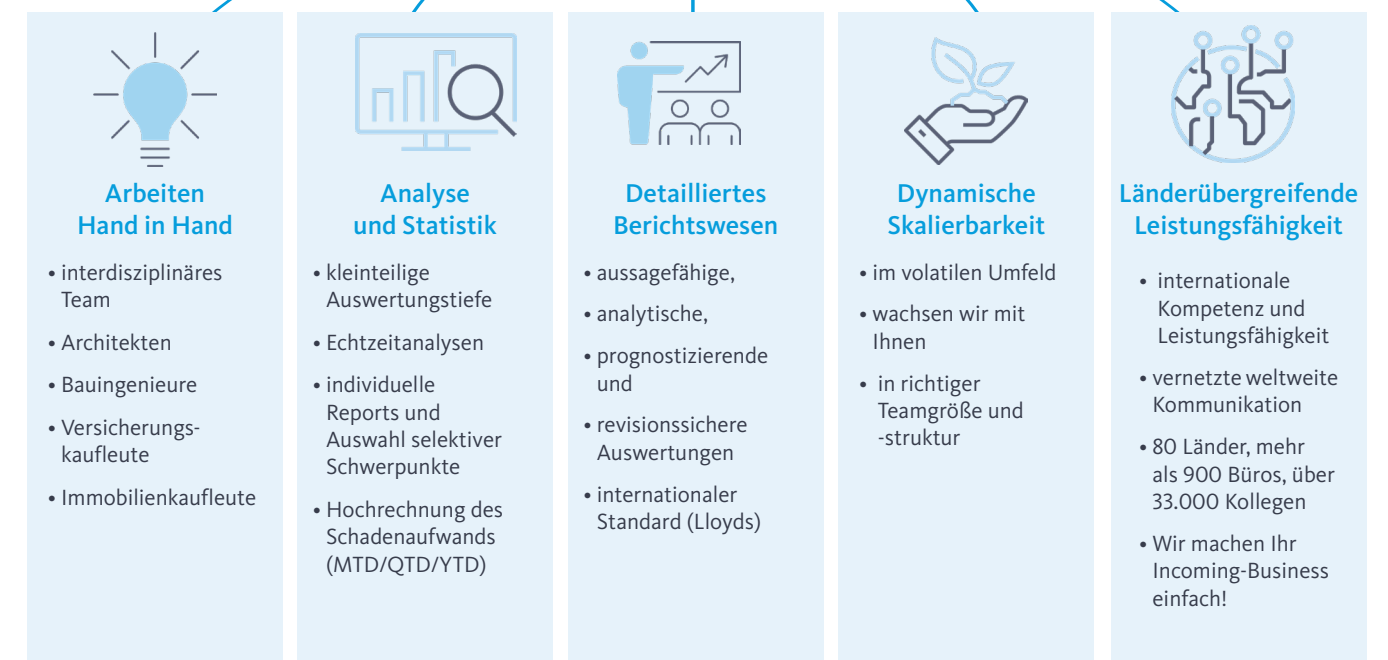 Arbeiten
Hand in Hand
• interdisziplinäres
Team
• Architekten
• Bauingenieure
• Versicherungs-
kaufleute
• Immobilienkaufleute
Analyse
und Statistik
• kleinteilige
Auswertungstiefe
• Echtzeitanalysen
• individuelle
Reports und
Auswahl selektiver
Schwerpunkte
• Hochrechnung des
Schadenaufwands
(MTD/QTD/YTD)
Detailliertes
Berichtswesen
• aussagefähige,
• analytische,
• prognostizierende
und
• revisionssichere
Auswertungen
• internationaler
Standard (Lloyds)
Dynamische
Skalierbarkeit
• im volatilen Umfeld
• wachsen wir mit
Ihnen
• in richtiger
Teamgröße und
-struktur
Länderübergreifende
Leistungsfähigkeit
• internationale
Kompetenz und
Leistungsfähigkeit
• vernetzte weltweite
Kommunikation
• 80 Länder, mehr
als 900 Büros, über
33.000 Kollegen
• Wir machen Ihr
Incoming-Business
einfach!